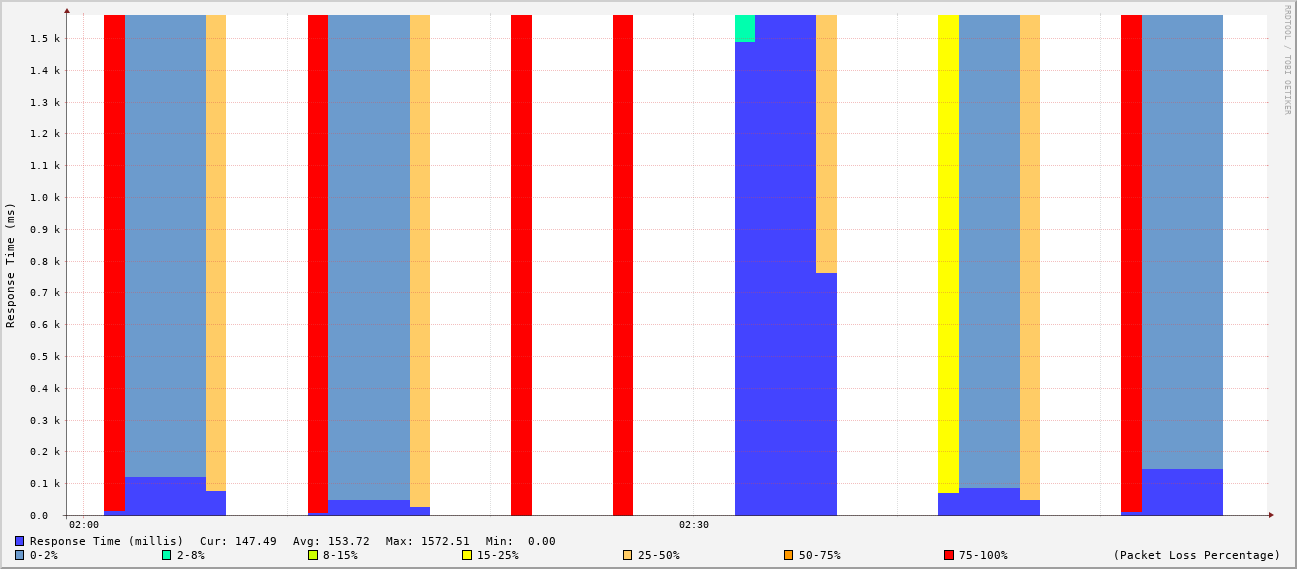 RRDTOOL / TOBI OETIKER
Response Time (ms)
1.5 k
1.4 k
1.3 k
1.2 k
1.1 k
1.0 k
0.9 k
0.8 k
0.7 k
0.6 k
0.5 k
0.4 k
0.3 k
0.2 k
0.1 k
0.0
02:00 02:30
Response Time (millis) Cur: 147.49 Avg: 153.72 Max: 1572.51 Min: 0.00
0-2% 2-8% 8-15% 15-25% 25-50% 50-75% 75-100% (Packet Loss Percentage)